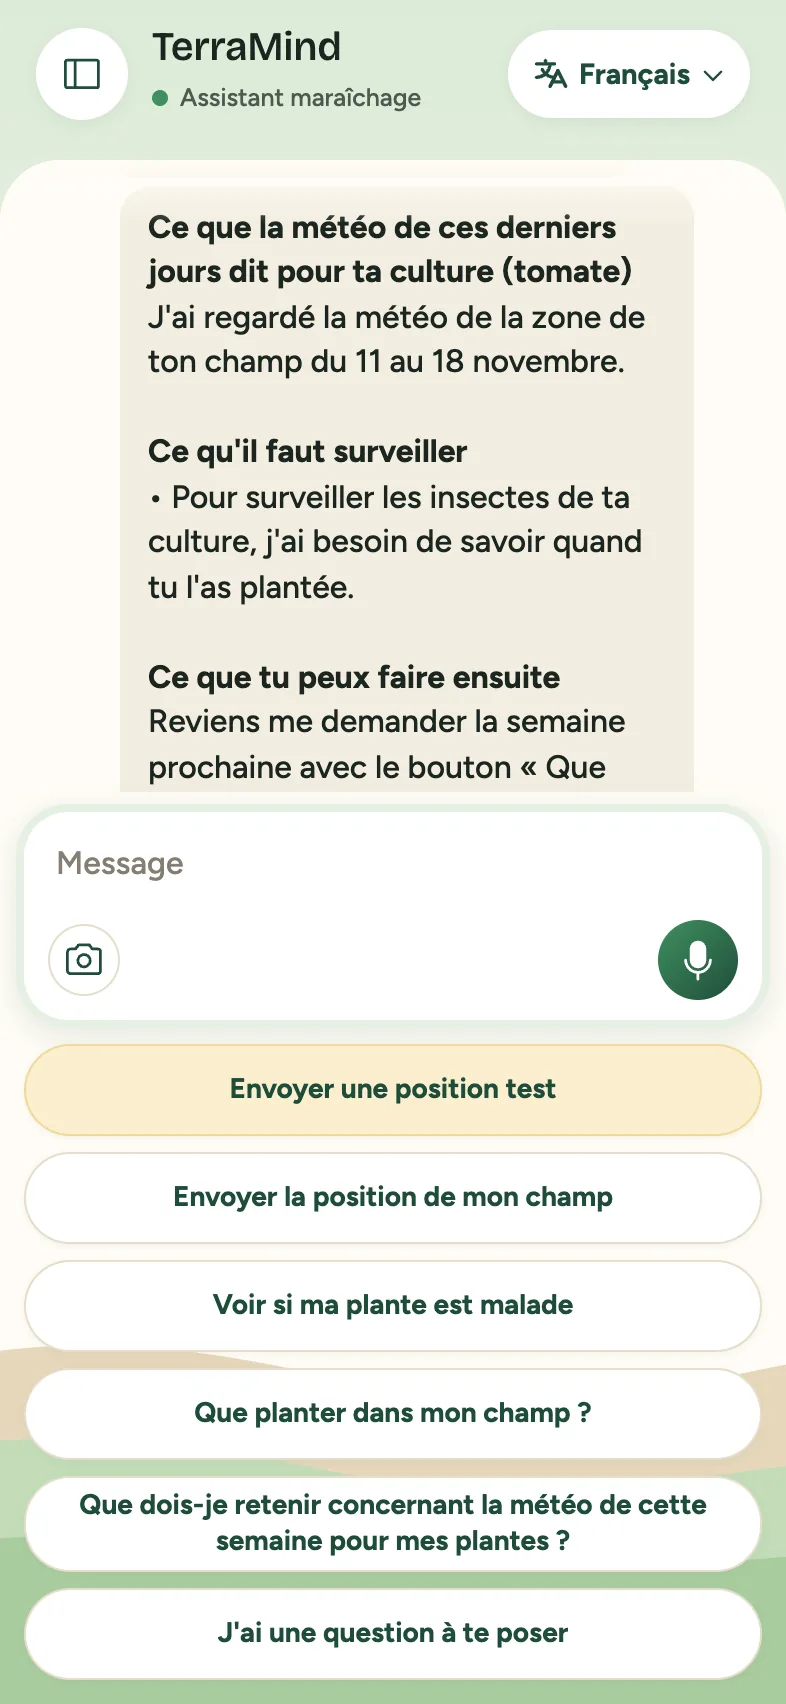 TerraMind
Assistant maraîchage
Français
Ce que la météo de ces derniers
jours dit pour ta culture (tomate)
J'ai regardé la météo de la zone de
ton champ du 11 au 18 novembre.
Ce qu'il faut surveiller
• Pour surveiller les insectes de ta
culture, j'ai besoin de savoir quand
tu l'as plantée.
Ce que tu peux faire ensuite
Reviens me demander la semaine
prochaine avec le bouton « Que
Message
Envoyer une position test
Envoyer la position de mon champ
Voir si ma plante est malade
Que planter dans mon champ ?
Que dois-je retenir concernant la météo de cette
semaine pour mes plantes ?
J'ai une question à te poser